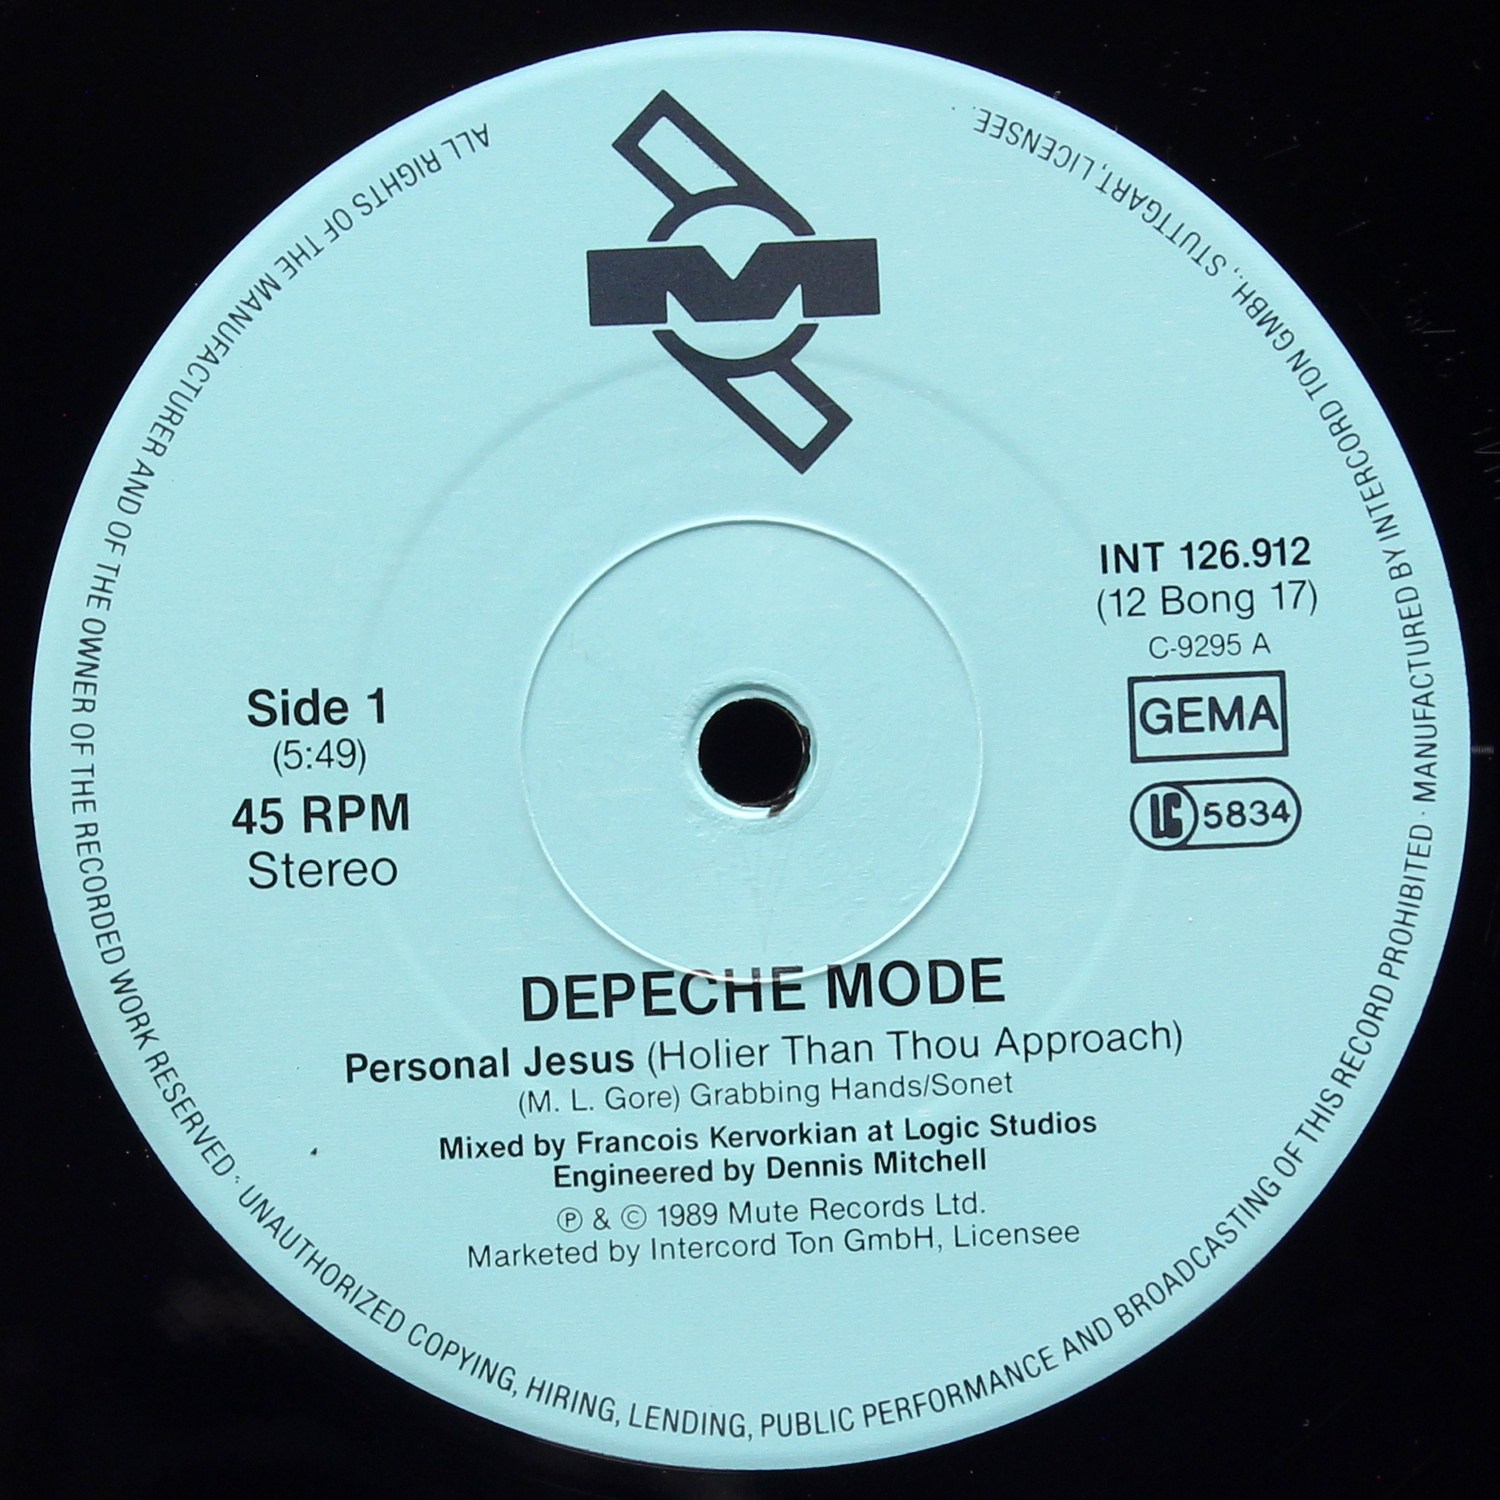 INT 126.912
(12 Bong 17)
C-9295 A
GEMA
LC 5834
Side 1
(5:49)
45 RPM
Stereo
DEPECHE MODE
Personal Jesus (Holier Than Thou Approach)
(M. L. Gore) Grabbing Hands/Sonet
Mixed by Francois Kervorkian at Logic Studios
Engineered by Dennis Mitchell
Ⓟ & © 1989 Mute Records Ltd.
Marketed by Intercord Ton GmbH, Licensee
ALL RIGHTS OF THE MANUFACTURER AND OF THE OWNER OF THE RECORDED WORK RESERVED · UNAUTHORIZED COPYING, HIRING, LENDING, PUBLIC PERFORMANCE AND BROADCASTING OF THIS RECORD PROHIBITED · MANUFACTURED BY INTERCORD TON GMBH., STUTTGART, LICENSEE.